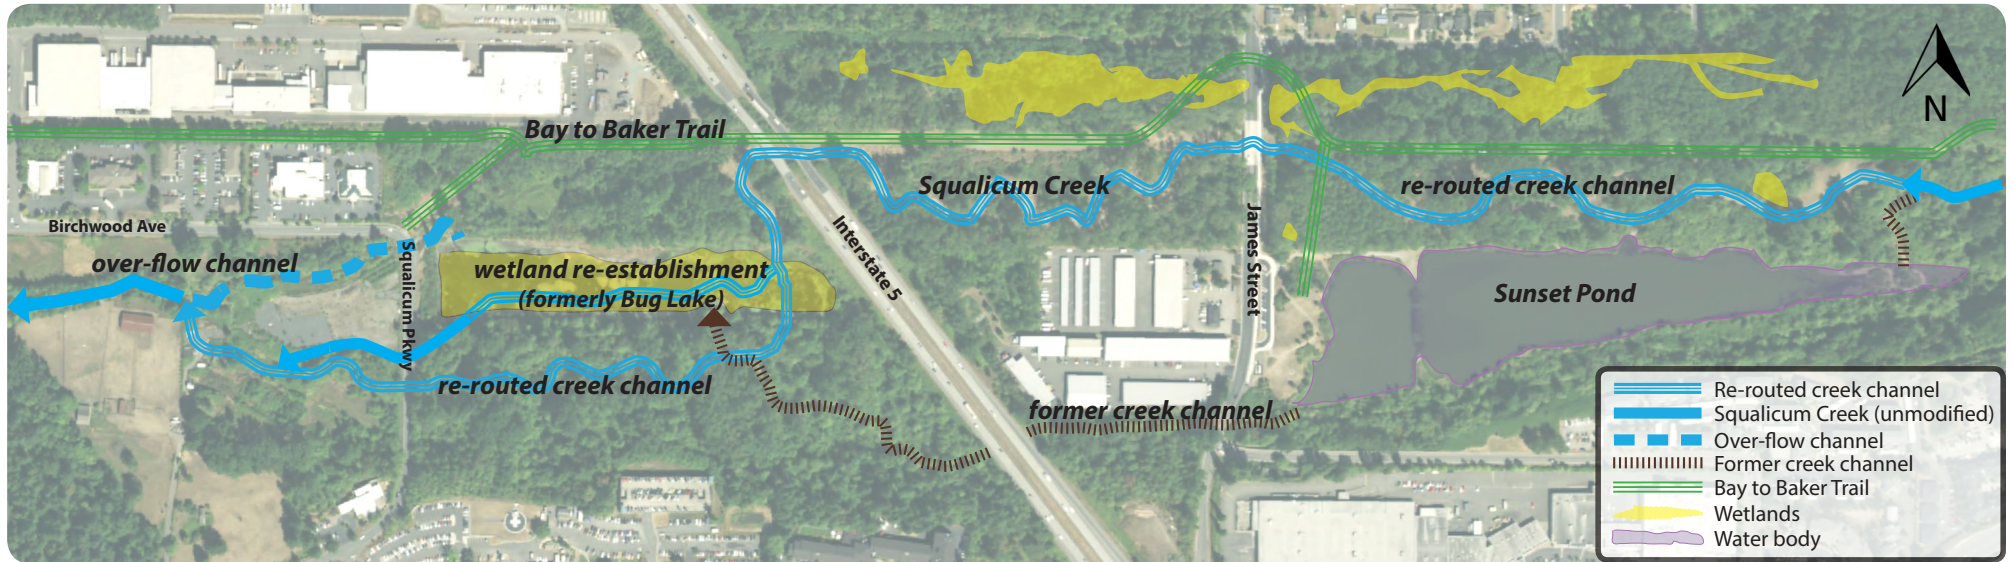 N
Bay to Baker Trail
Squalicum Creek
re-routed creek channel
Birchwood Ave
over-flow channel
Squalicum Pkwy
wetland re-establishment
(formerly Bug Lake)
Interstate 5
James Street
Sunset Pond
re-routed creek channel
former creek channel
Re-routed creek channel
Squalicum Creek (unmodified)
Over-flow channel
Former creek channel
Bay to Baker Trail
Wetlands
Water body